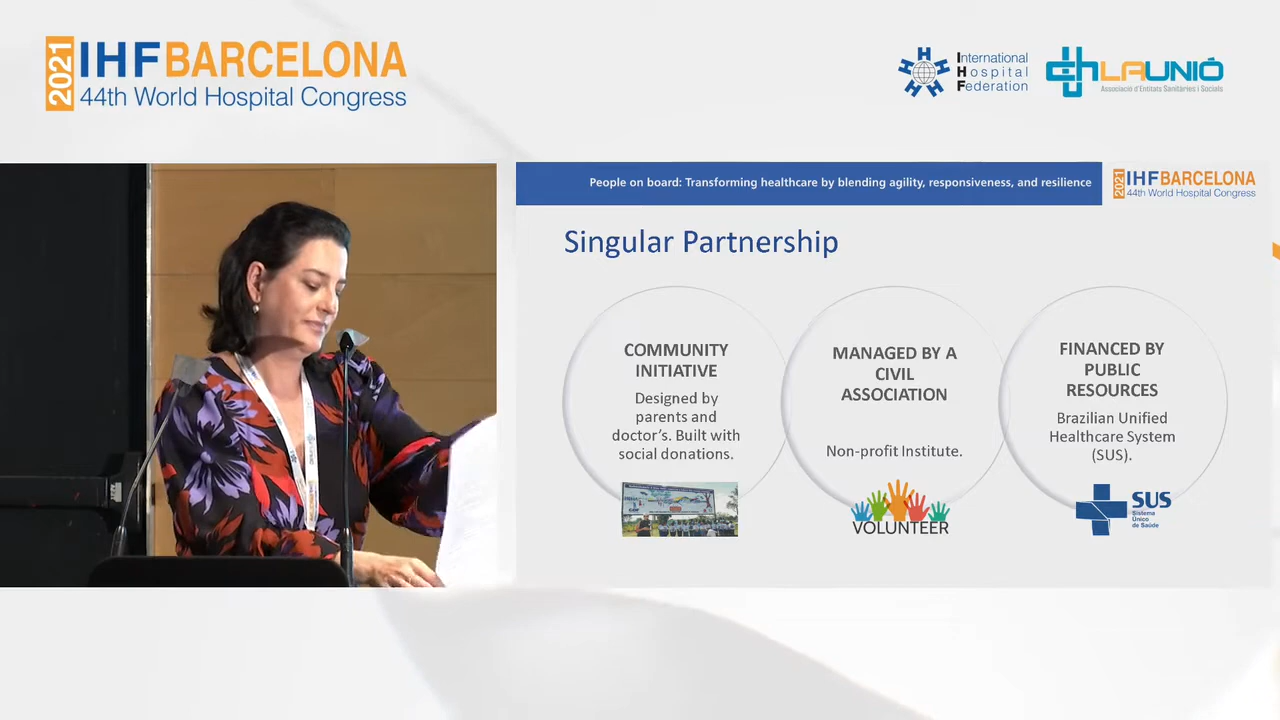 2021 IHF BARCELONA
44th World Hospital Congress
International
Hospital
Federation
LAUNIÓ
Associació d'Entitats Sanitàries i Socials
People on board: Transforming healthcare by blending agility, responsiveness, and resilience
2021 IHF BARCELONA
44th World Hospital Congress
Singular Partnership
COMMUNITY
INITIATIVE
Designed by
parents and
doctor's. Built with
social donations.
MANAGED BY A
CIVIL
ASSOCIATION
Non-profit Institute.
VOLUNTEER
FINANCED BY
PUBLIC
RESOURCES
Brazilian Unified
Healthcare System
(SUS).
SUS
Sistema
Único
de Saúde